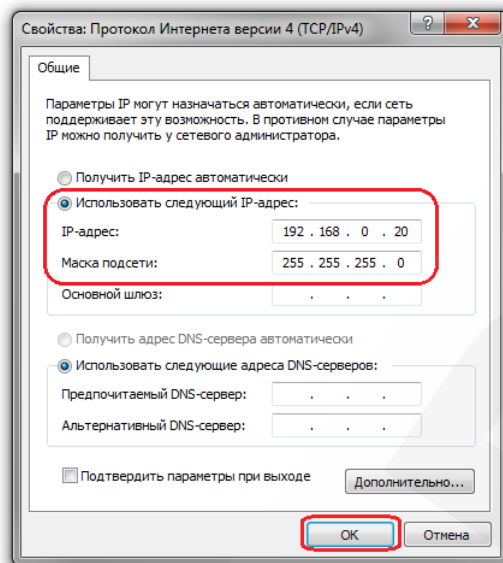 Свойства: Протокол Интернета версии 4 (TCP/IPv4)
Общие
Параметры IP могут назначаться автоматически, если сеть
поддерживает эту возможность. В противном случае параметры
IP можно получить у сетевого администратора.
Получить IP-адрес автоматически
Использовать следующий IP-адрес:
IP-адрес: 192 . 168 . 0 . 20
Маска подсети: 255 . 255 . 255 . 0
Основной шлюз: . . .
Получить адрес DNS-сервера автоматически
Использовать следующие адреса DNS-серверов:
Предпочитаемый DNS-сервер: . . .
Альтернативный DNS-сервер: . . .
Подтвердить параметры при выходе
Дополнительно...
ОК
Отмена